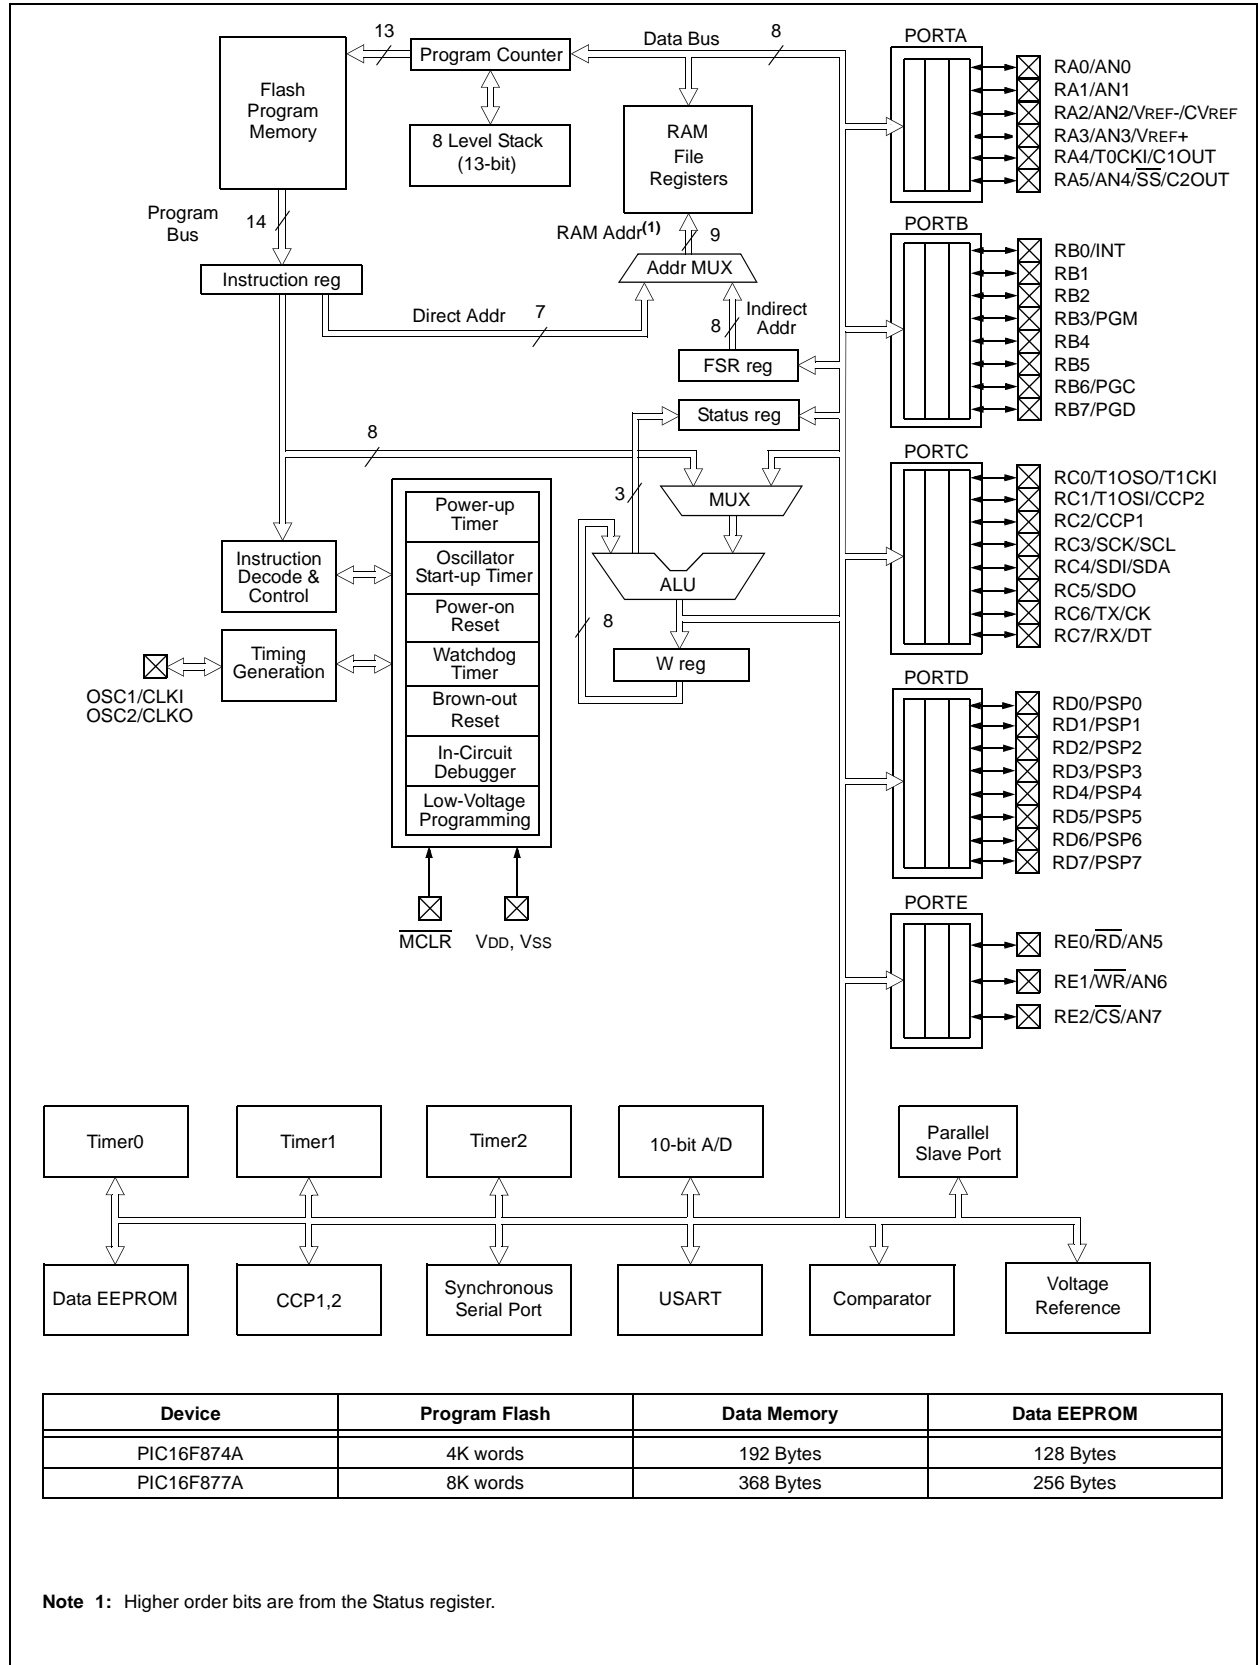 13
Program Counter
Data Bus
8
Flash
Program
Memory
8 Level Stack
(13-bit)
RAM
File
Registers
Program
Bus
14
RAM Addr(1)
9
Addr MUX
Instruction reg
Direct Addr
7
Indirect
Addr
8
FSR reg
Status reg
8
3
MUX
ALU
8
W reg
Power-up
Timer
Oscillator
Start-up Timer
Power-on
Reset
Watchdog
Timer
Brown-out
Reset
In-Circuit
Debugger
Low-Voltage
Programming
Instruction
Decode &
Control
Timing
Generation
OSC1/CLKI
OSC2/CLKO
MCLR
VDD, VSS
PORTA
RA0/AN0
RA1/AN1
RA2/AN2/VREF-/CVREF
RA3/AN3/VREF+
RA4/T0CKI/C1OUT
RA5/AN4/SS/C2OUT
PORTB
RB0/INT
RB1
RB2
RB3/PGM
RB4
RB5
RB6/PGC
RB7/PGD
PORTC
RC0/T1OSO/T1CKI
RC1/T1OSI/CCP2
RC2/CCP1
RC3/SCK/SCL
RC4/SDI/SDA
RC5/SDO
RC6/TX/CK
RC7/RX/DT
PORTD
RD0/PSP0
RD1/PSP1
RD2/PSP2
RD3/PSP3
RD4/PSP4
RD5/PSP5
RD6/PSP6
RD7/PSP7
PORTE
RE0/RD/AN5
RE1/WR/AN6
RE2/CS/AN7
Timer0
Timer1
Timer2
10-bit A/D
Parallel
Slave Port
Data EEPROM
CCP1,2
Synchronous
Serial Port
USART
Comparator
Voltage
Reference
Device Program Flash Data Memory Data EEPROM
PIC16F874A 4K words 192 Bytes 128 Bytes
PIC16F877A 8K words 368 Bytes 256 Bytes
Note 1: Higher order bits are from the Status register.